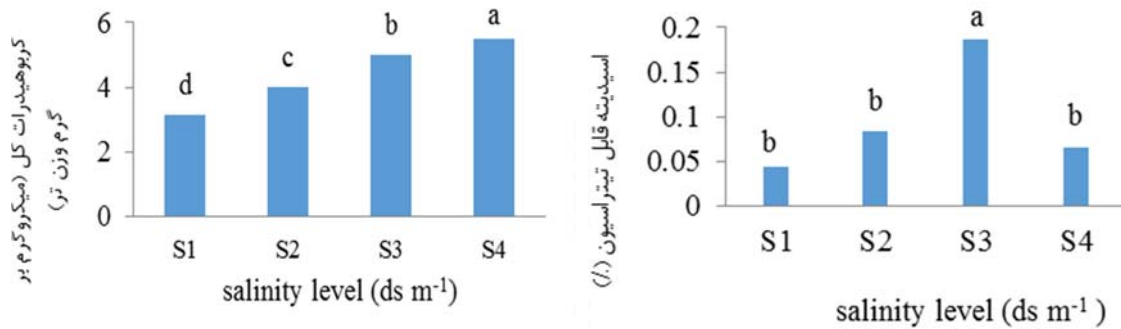 کربوهیدرات کل (میکروگرم بر
گرم وزن تر)
6
4
2
0
d
c
b
a
S1 S2 S3 S4
salinity level (ds m-1)
اسیدیته قابل تیتراسیون (٪)
0.2
0.15
0.1
0.05
0
b
b
a
b
S1 S2 S3 S4
salinity level (ds m-1 )